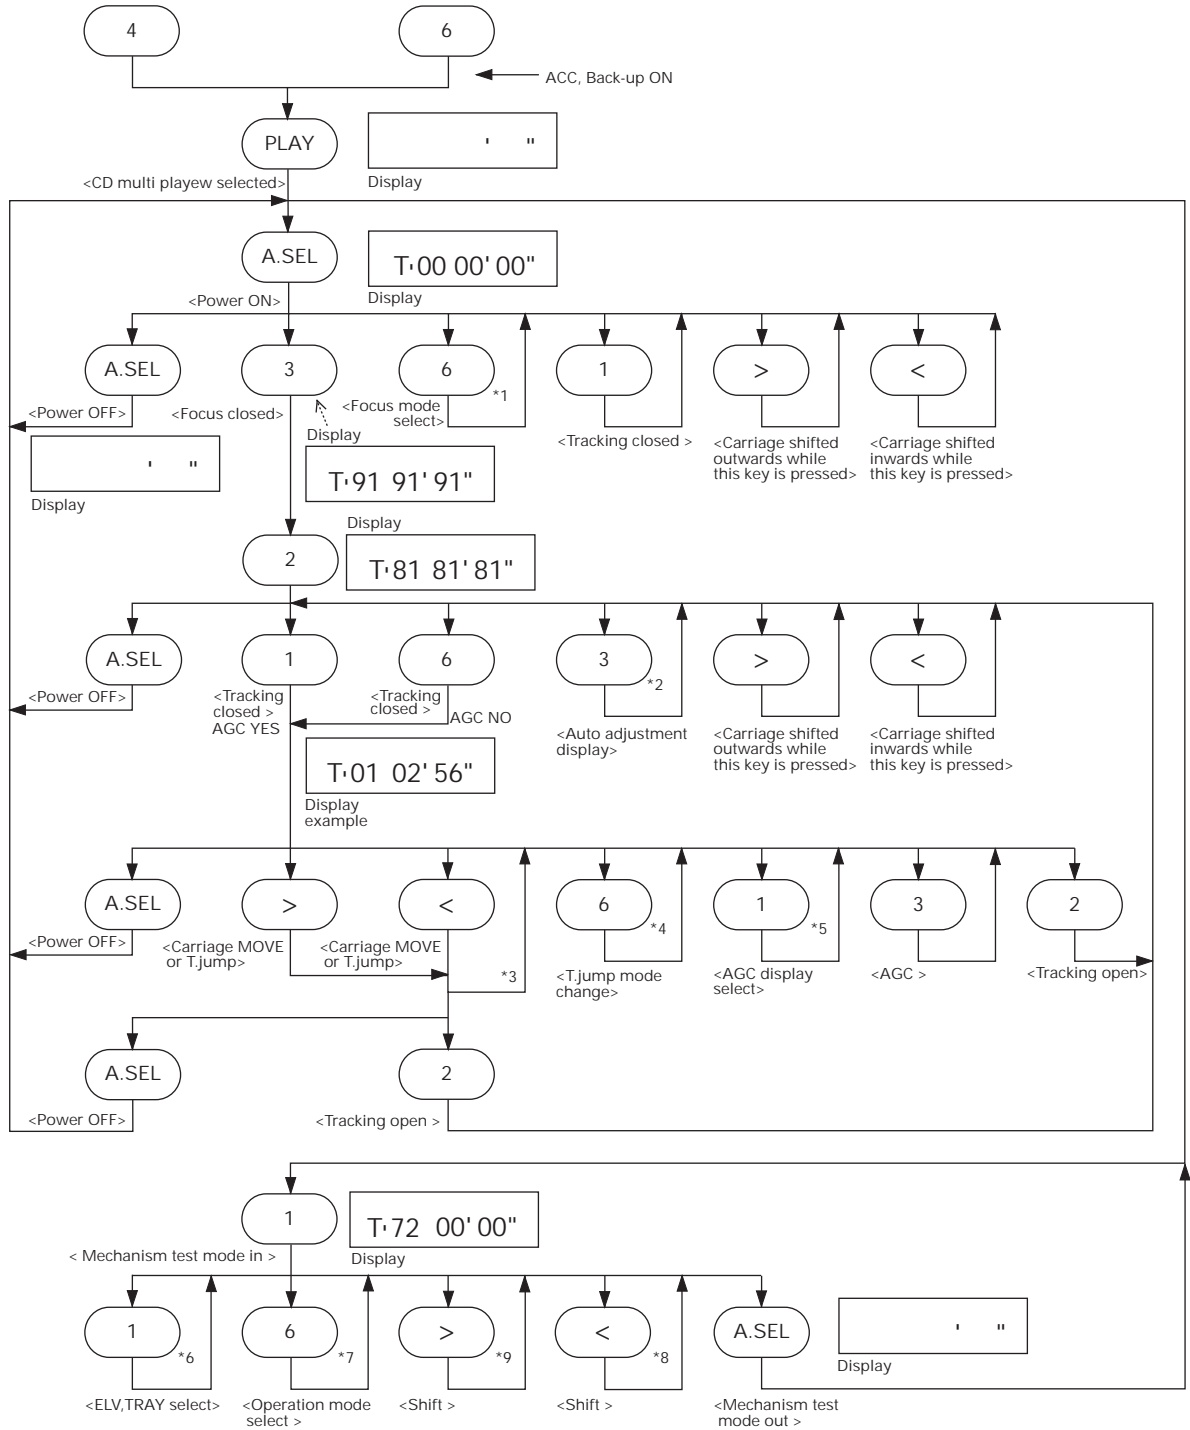 4 6
ACC, Back-up ON
PLAY
' "
Display
<CD multi playew selected>
A.SEL
T'00 00'00"
Display
<Power ON>
A.SEL 3 6 1 > <
*1
<Power OFF>
<Focus closed>
<Focus mode
select>
<Tracking closed >
<Carriage shifted
outwards while
this key is pressed>
<Carriage shifted
inwards while
this key is pressed>
Display
T'91 91'91"
' "
Display
Display
2
T'81 81'81"
A.SEL 1 6 3 > <
*2
<Power OFF>
<Tracking
closed >
AGC YES
<Tracking
closed >
AGC NO
<Auto adjustment
display>
<Carriage shifted
outwards while
this key is pressed>
<Carriage shifted
inwards while
this key is pressed>
T'01 02'56"
Display
example
A.SEL > < 6 1 3 2
*4 *5
<Power OFF>
<Carriage MOVE
or T.jump>
<Carriage MOVE
or T.jump>
*3
<T.jump mode
change>
<AGC display
select>
<AGC >
<Tracking open>
A.SEL 2
<Power OFF>
<Tracking open >
1
T'72 00'00"
Display
< Mechanism test mode in >
1 6 > < A.SEL
*6 *7 *9 *8
' "
Display
<ELV,TRAY select>
<Operation mode
select >
<Shift >
<Shift >
<Mechanism test
mode out >